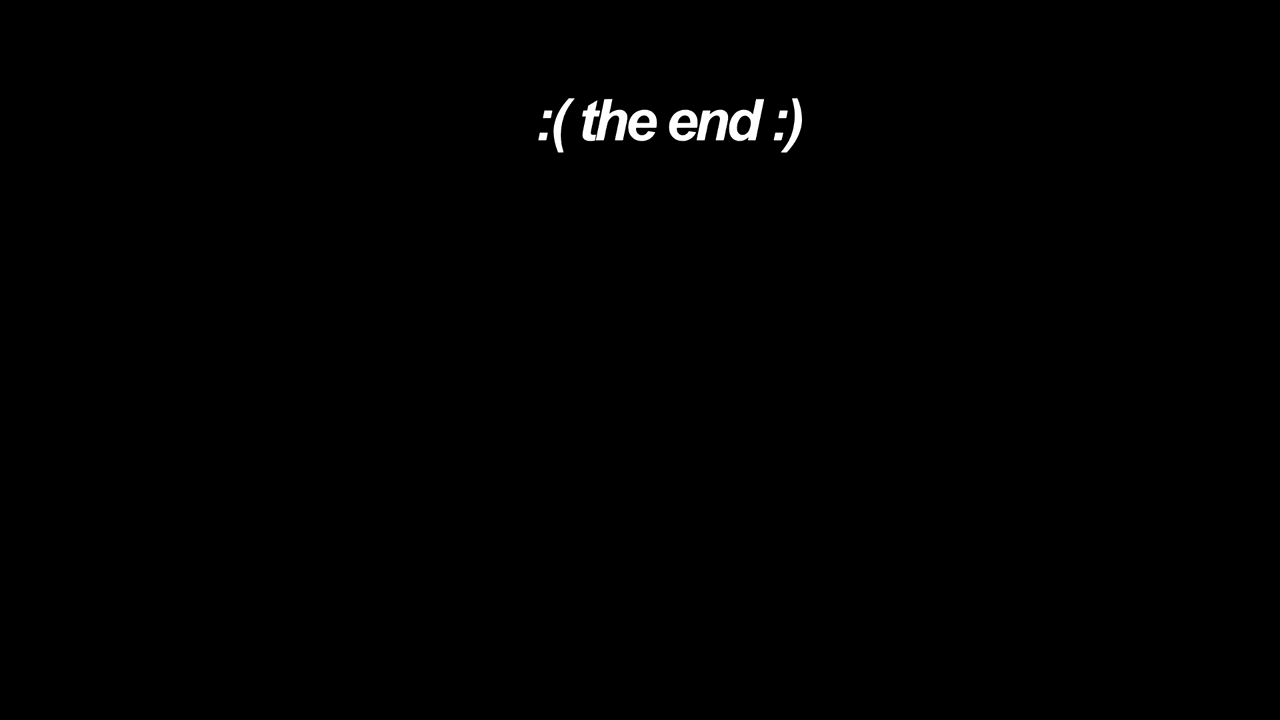 :( the end :)